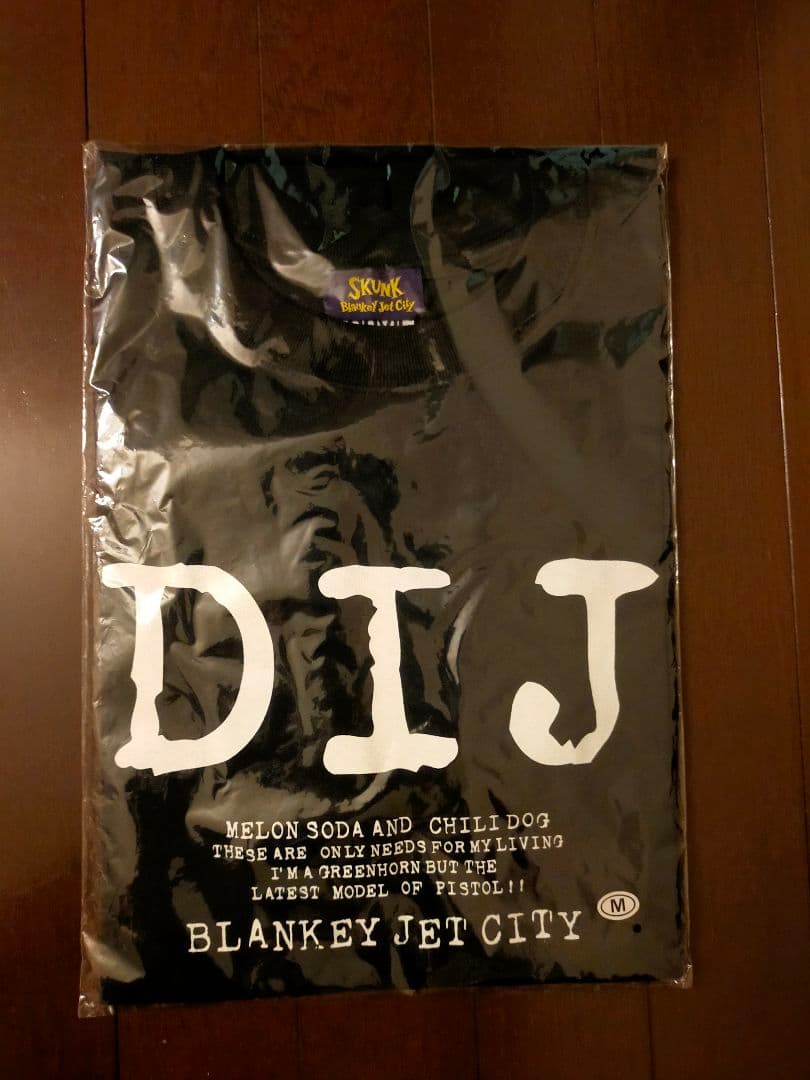 SKUNK
Blankey Jet City
DIJ
MELON SODA AND CHILI DOG
THESE ARE ONLY NEEDS FOR MY LIVING
I'M A GREENHORN BUT THE
LATEST MODEL OF PISTOL!!
M
BLANKEY JET CITY